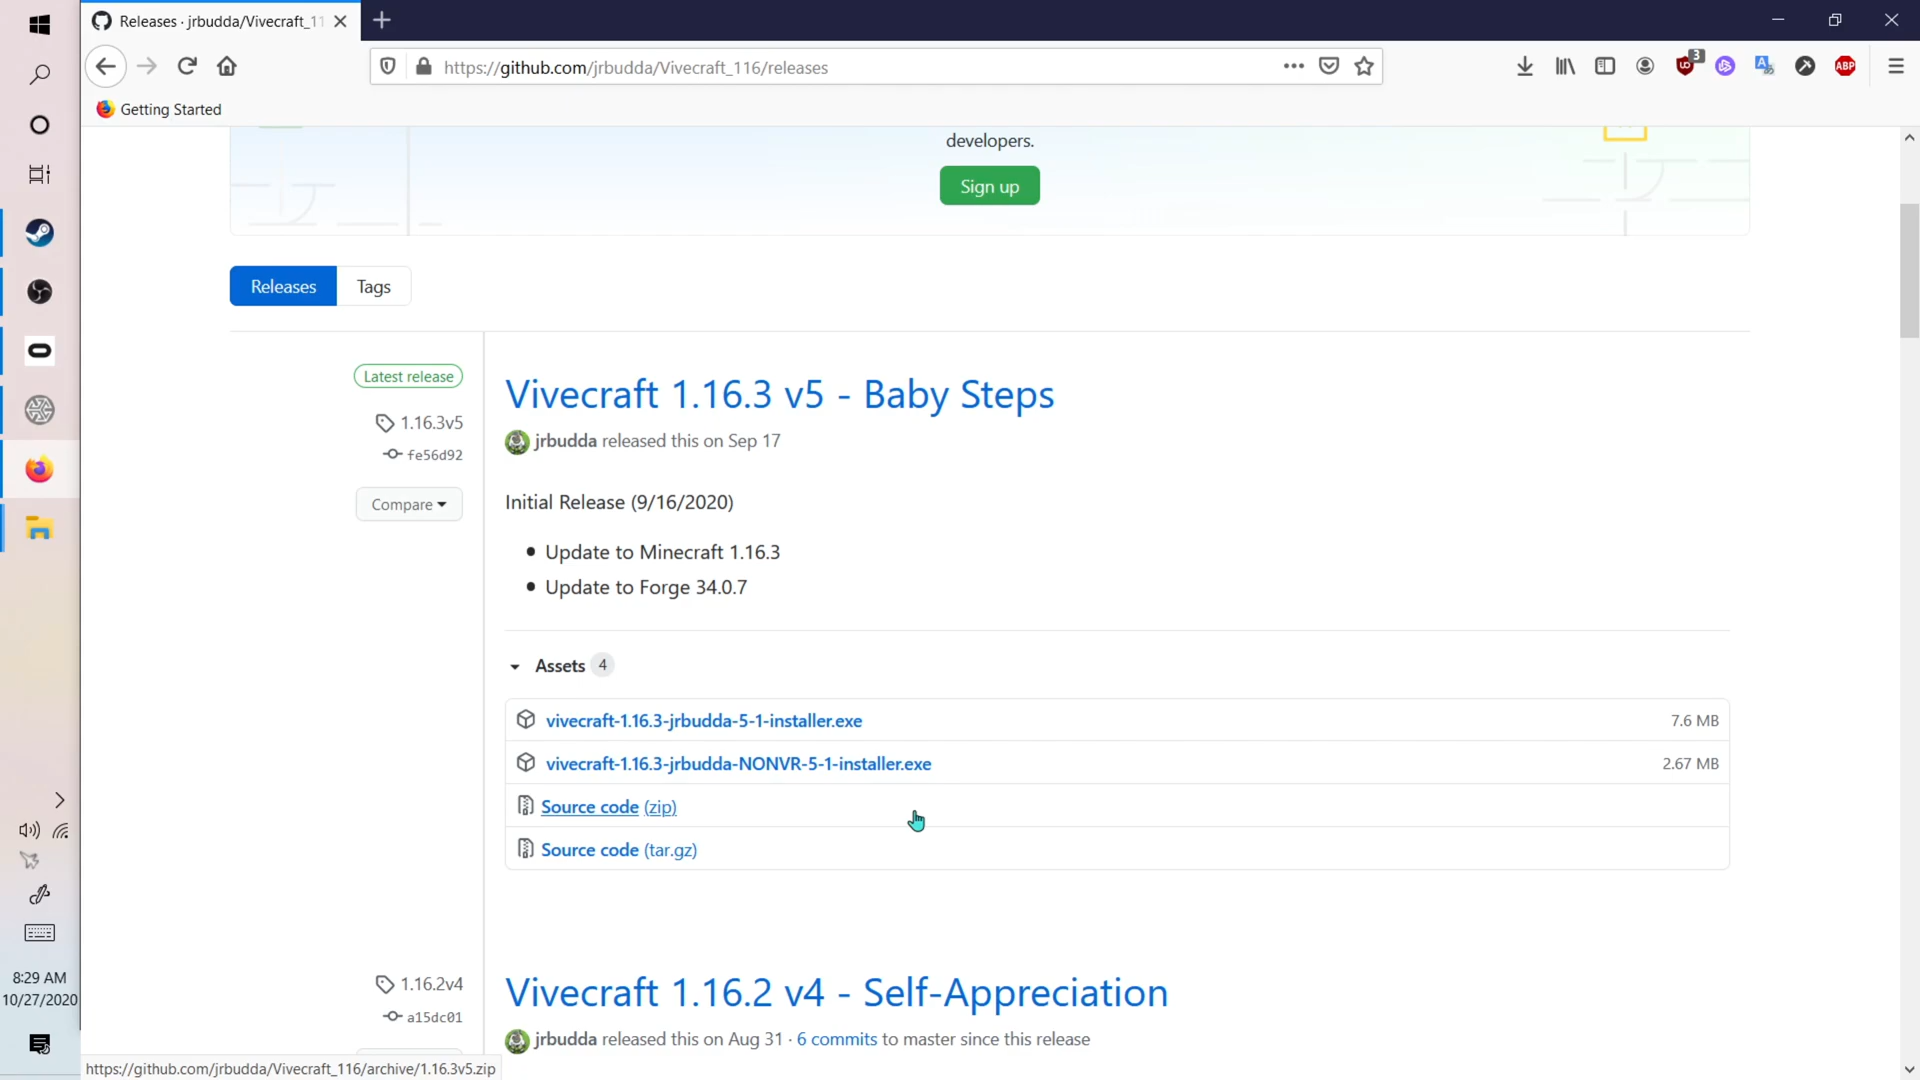 Releases · jrbudda/Vivecraft_11
https://github.com/jrbudda/Vivecraft_116/releases
3
ABP
Getting Started
developers.
Sign up
Releases
Tags
Latest release
1.16.3v5
fe56d92
Compare
Vivecraft 1.16.3 v5 - Baby Steps
jrbudda released this on Sep 17
Initial Release (9/16/2020)
Update to Minecraft 1.16.3
Update to Forge 34.0.7
Assets 4
vivecraft-1.16.3-jrbudda-5-1-installer.exe 7.6 MB
vivecraft-1.16.3-jrbudda-NONVR-5-1-installer.exe 2.67 MB
Source code (zip)
Source code (tar.gz)
1.16.2v4
a15dc01
Vivecraft 1.16.2 v4 - Self-Appreciation
jrbudda released this on Aug 31 · 6 commits to master since this release
8:29 AM
10/27/2020
https://github.com/jrbudda/Vivecraft_116/archive/1.16.3v5.zip